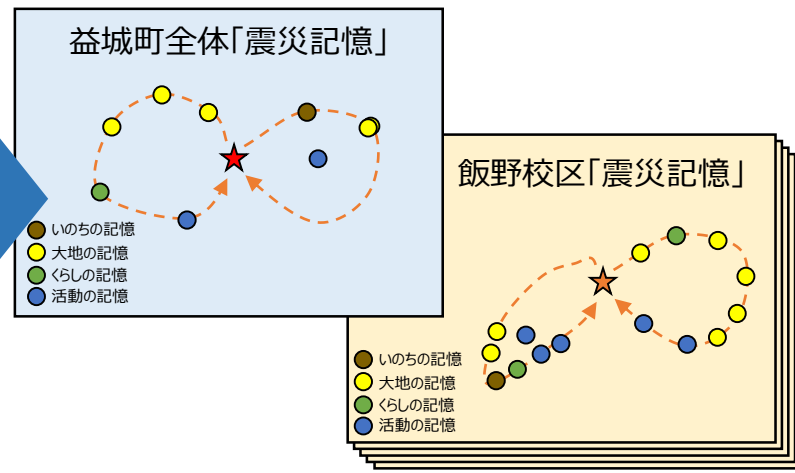 益城町全体「震災記憶」
いのちの記憶
大地の記憶
くらしの記憶
活動の記憶
飯野校区「震災記憶」
いのちの記憶
大地の記憶
くらしの記憶
活動の記憶